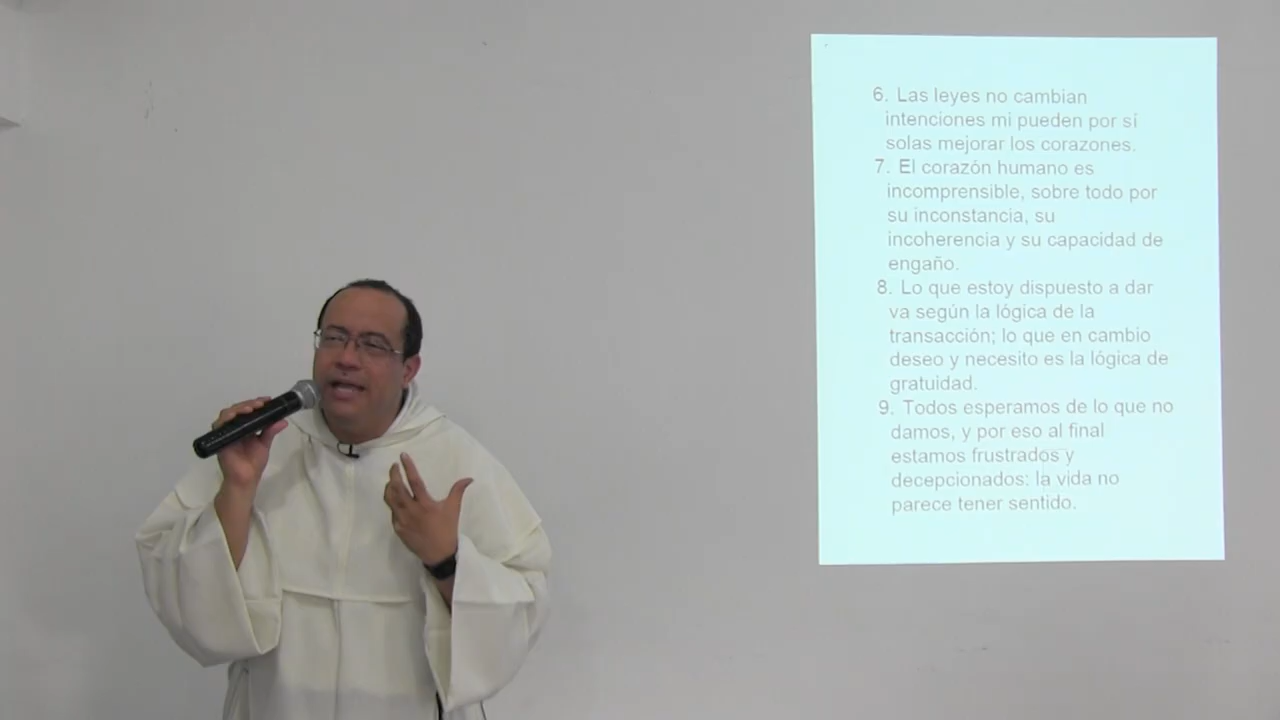 6. Las leyes no cambian
intenciones mi pueden por sí
solas mejorar los corazones.
7. El corazón humano es
incomprensible, sobre todo por
su inconstancia, su
incoherencia y su capacidad de
engaño.
8. Lo que estoy dispuesto a dar
va según la lógica de la
transacción; lo que en cambio
deseo y necesito es la lógica de
gratuidad.
9. Todos esperamos de lo que no
damos, y por eso al final
estamos frustrados y
decepcionados: la vida no
parece tener sentido.